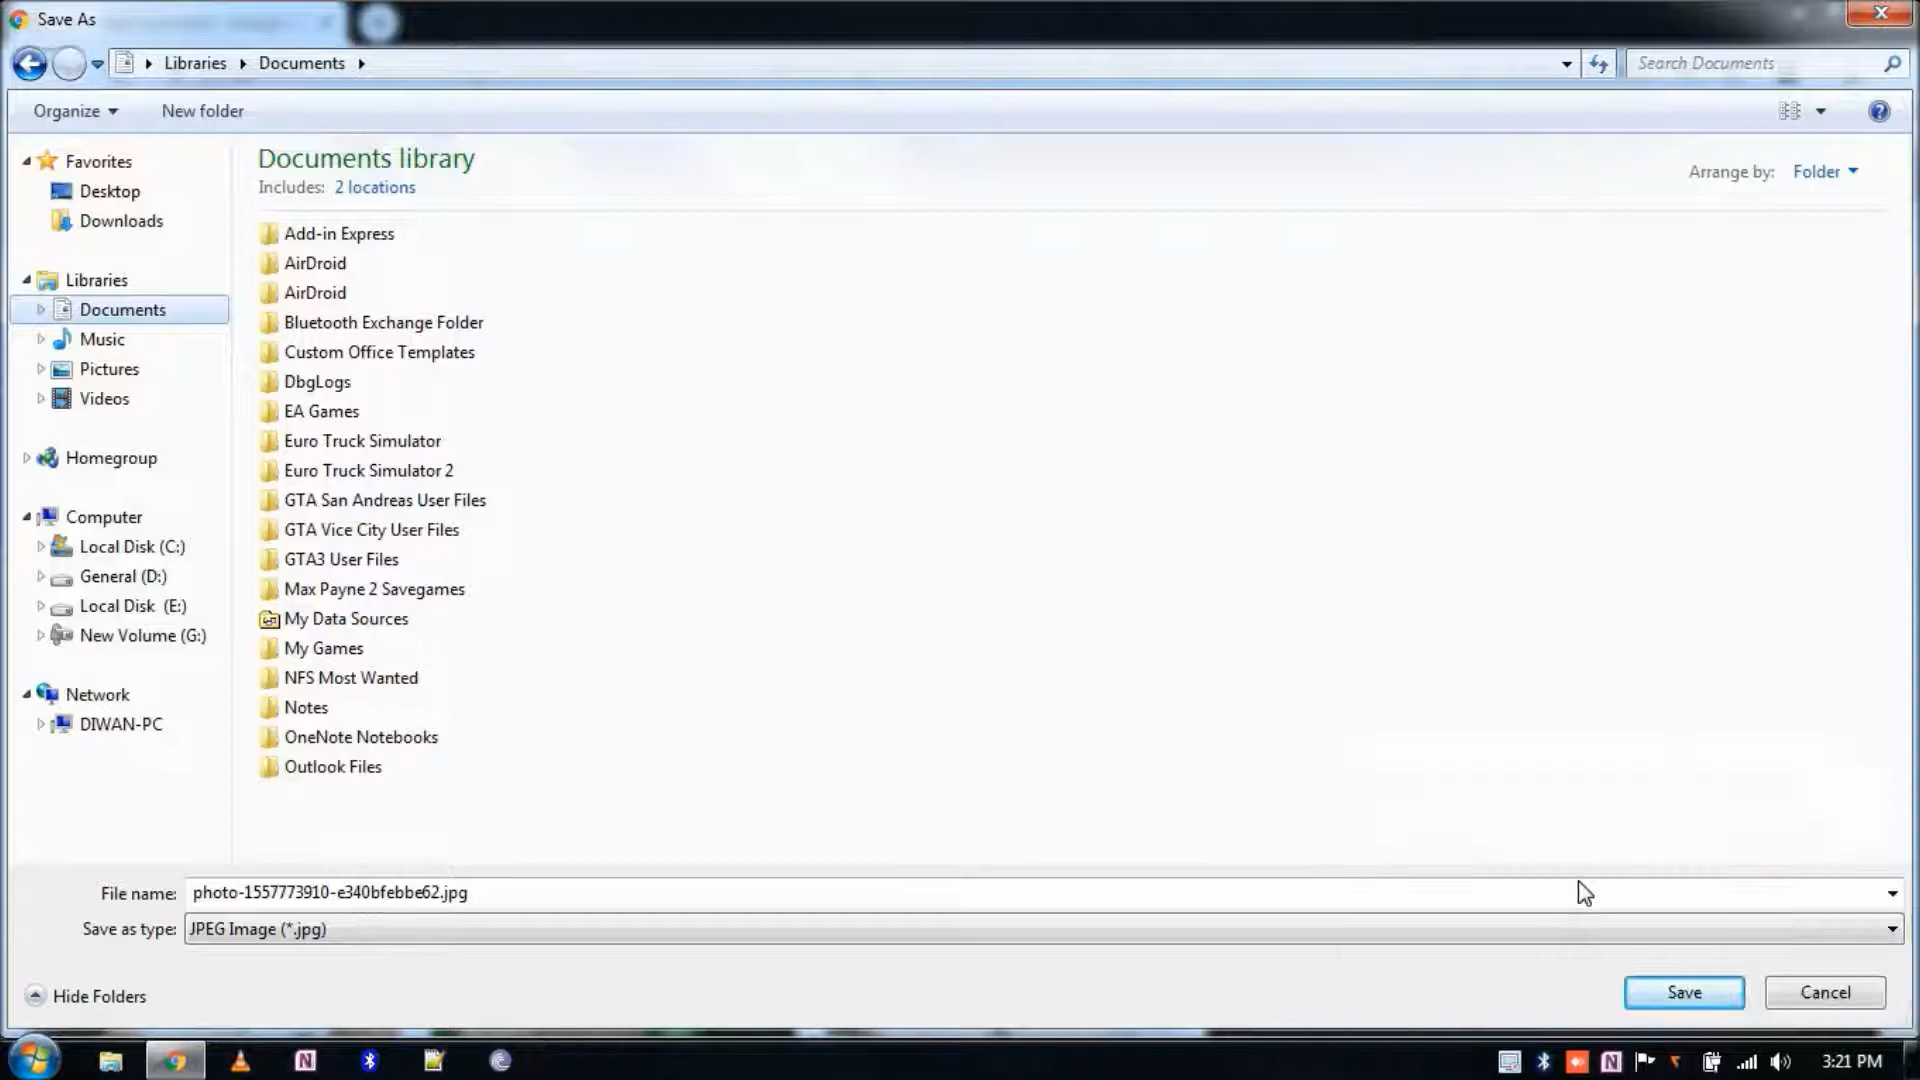 Save As
Libraries Documents
Search Documents
Organize New folder
Documents library
Includes: 2 locations
Arrange by: Folder
Favorites
Desktop
Downloads
Libraries
Documents
Music
Pictures
Videos
Homegroup
Computer
Local Disk (C:)
General (D:)
Local Disk (E:)
New Volume (G:)
Network
DIWAN-PC
Add-in Express
AirDroid
AirDroid
Bluetooth Exchange Folder
Custom Office Templates
DbgLogs
EA Games
Euro Truck Simulator
Euro Truck Simulator 2
GTA San Andreas User Files
GTA Vice City User Files
GTA3 User Files
Max Payne 2 Savegames
My Data Sources
My Games
NFS Most Wanted
Notes
OneNote Notebooks
Outlook Files
File name: photo-1557773910-e340bfebbe62.jpg
Save as type: JPEG Image (*.jpg)
Hide Folders
Save Cancel
3:21 PM